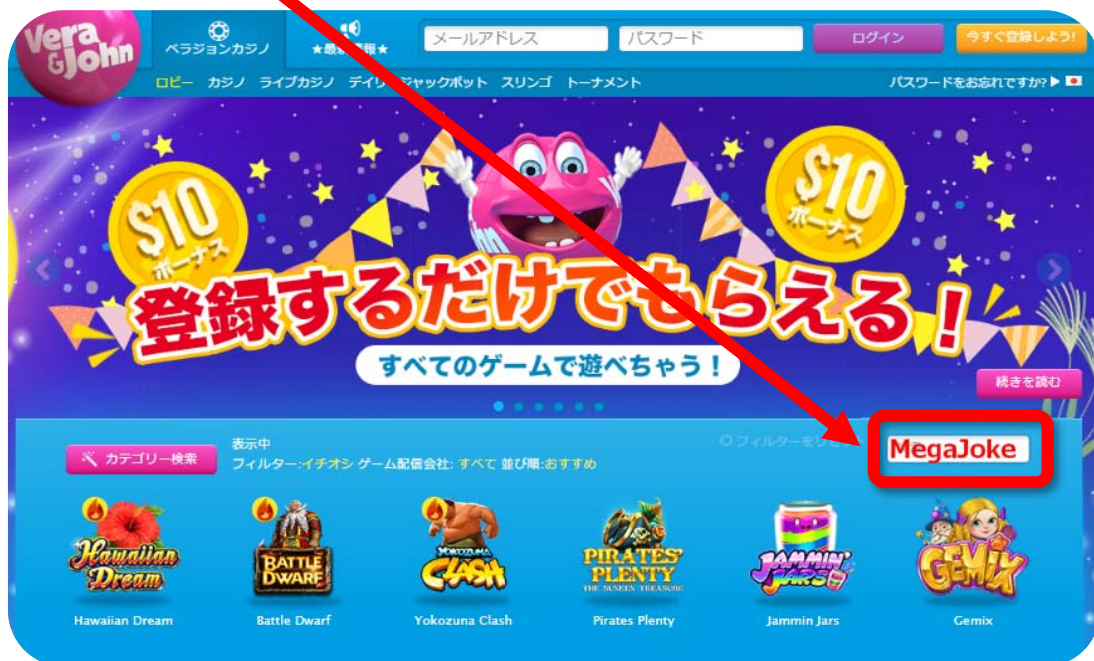 Vera
&John
ベラジョンカジノ
メールアドレス
パスワード
ログイン
今すぐ登録しよう!
ロビー カジノ ライブカジノ デイリージャックポット スリンゴ トーナメント
パスワードをお忘れですか?
$10
ボーナス
$10
ボーナス
登録するだけでもらえる!
すべてのゲームで遊べちゃう!
続きを読む
カテゴリー検索
表示中
フィルター:イチオシ ゲーム配信会社: すべて 並び順:おすすめ
MegaJoke
Hawaiian
Dream
BATTLE
DWARF
YOKOZUNA
CLASH
PIRATES'
PLENTY
THE SUNKEN TREASURE
JAMMIN'
JARS
GEMIX
Hawaiian Dream
Battle Dwarf
Yokozuna Clash
Pirates Plenty
Jammin Jars
Gemix